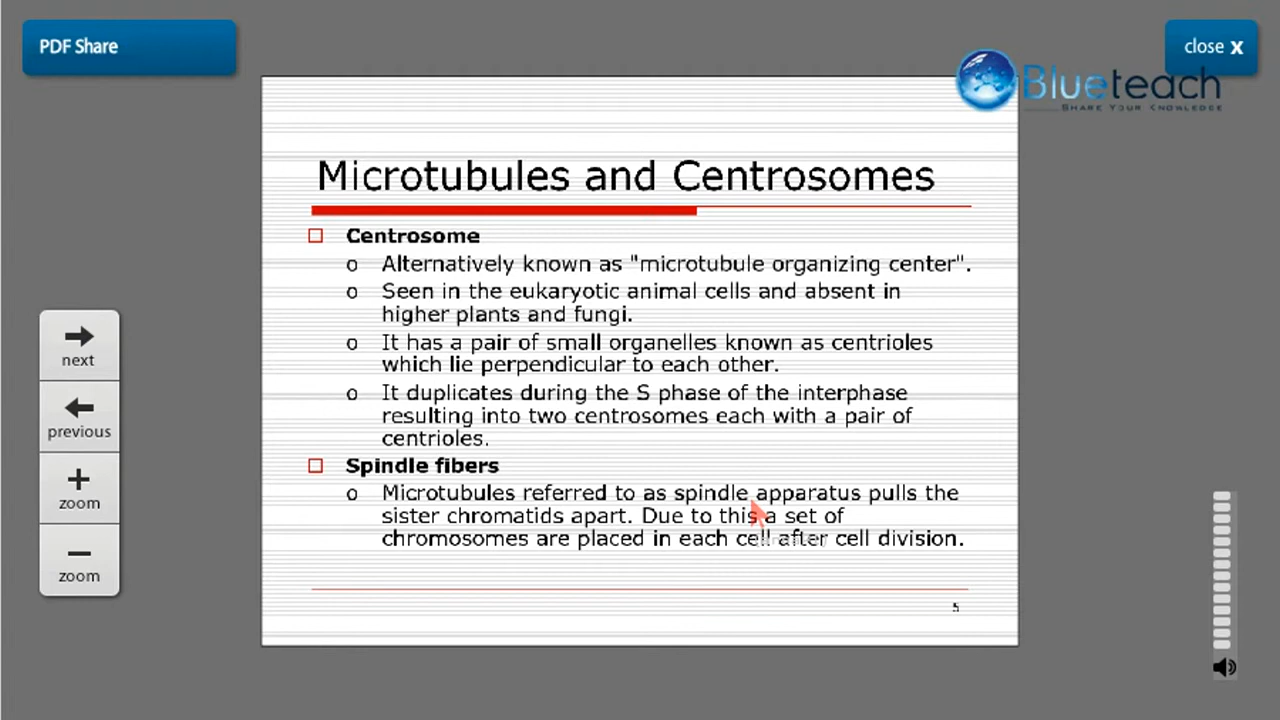 PDF Share
close X
Blueteach
SHARE YOUR KNOWLEDGE
Microtubules and Centrosomes
Centrosome
o Alternatively known as "microtubule organizing center".
o Seen in the eukaryotic animal cells and absent in
higher plants and fungi.
o It has a pair of small organelles known as centrioles
which lie perpendicular to each other.
o It duplicates during the S phase of the interphase
resulting into two centrosomes each with a pair of
centrioles.
Spindle fibers
o Microtubules referred to as spindle apparatus pulls the
sister chromatids apart. Due to this a set of
chromosomes are placed in each cell after cell division.
5
next
previous
+
zoom
−
zoom